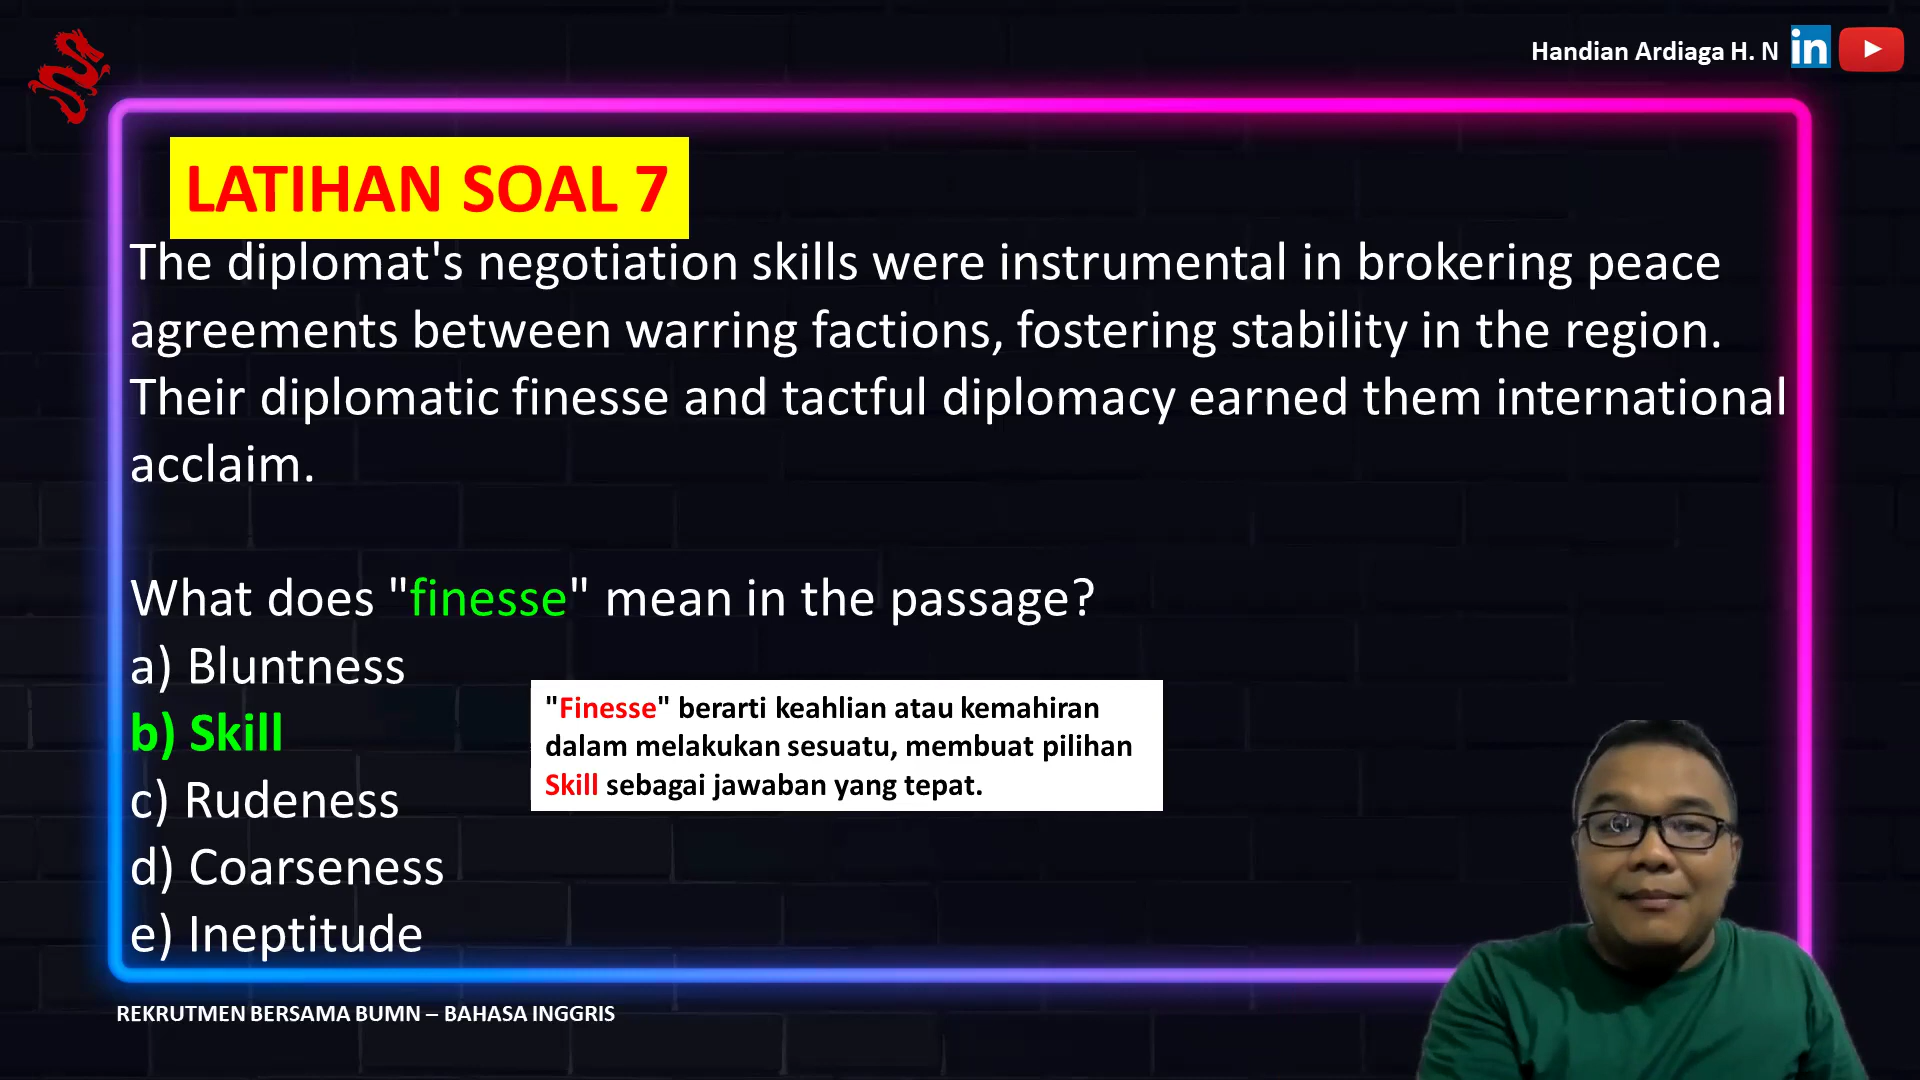 Handian Ardiaga H. N
LATIHAN SOAL 7
The diplomat's negotiation skills were instrumental in brokering peace
agreements between warring factions, fostering stability in the region.
Their diplomatic finesse and tactful diplomacy earned them international
acclaim.
What does "finesse" mean in the passage?
a) Bluntness
b) Skill
c) Rudeness
d) Coarseness
e) Ineptitude
"Finesse" berarti keahlian atau kemahiran
dalam melakukan sesuatu, membuat pilihan
Skill sebagai jawaban yang tepat.
REKRUTMEN BERSAMA BUMN – BAHASA INGGRIS